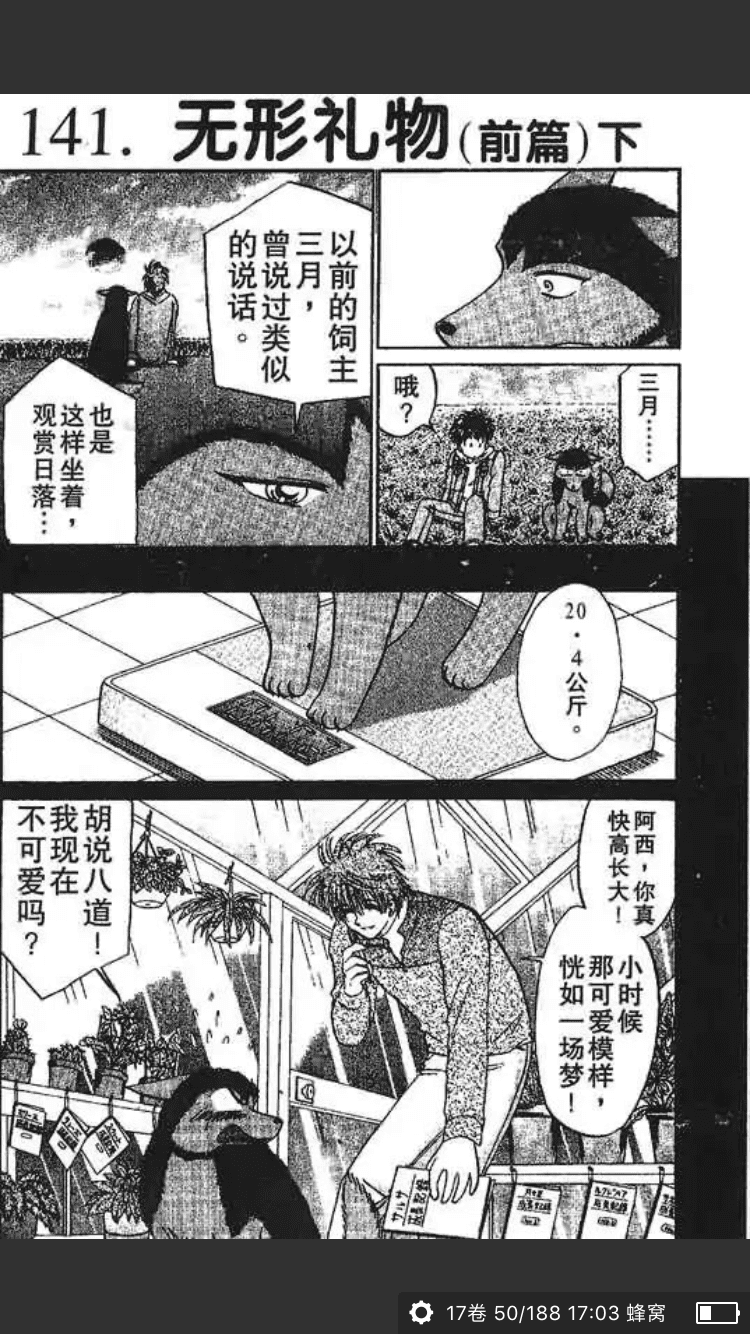 141. 无形礼物(前篇)下
三月……
哦？
以前的饲主
三月，
曾说过类似
的说话。
也是
这样坐着，
观赏日落…
20·4公斤。
阿西，你真
快高长大！
小时候
那可爱模样，
恍如一场梦！
胡说八道！
我现在
不可爱吗？
17卷 50/188 17:03 蜂窝